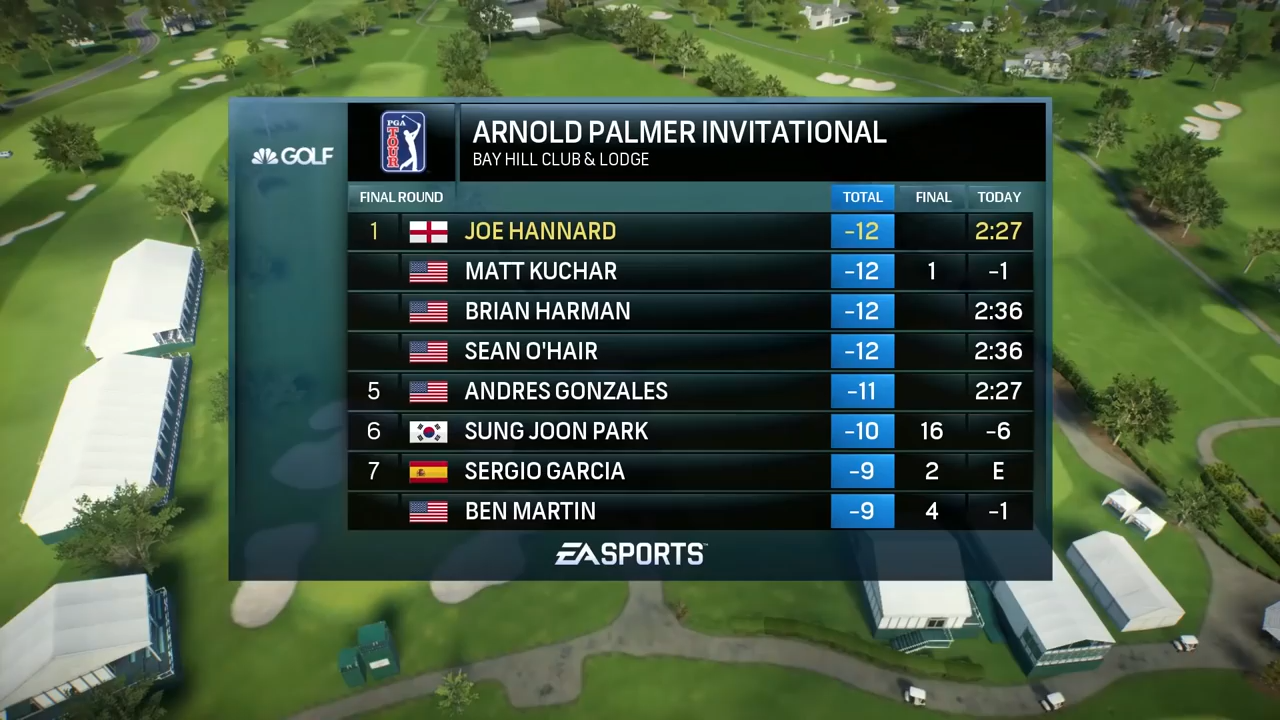 GOLF
PGA TOUR
ARNOLD PALMER INVITATIONAL
BAY HILL CLUB & LODGE
FINAL ROUND TOTAL FINAL TODAY
1 JOE HANNARD -12 2:27
MATT KUCHAR -12 1 -1
BRIAN HARMAN -12 2:36
SEAN O'HAIR -12 2:36
5 ANDRES GONZALES -11 2:27
6 SUNG JOON PARK -10 16 -6
7 SERGIO GARCIA -9 2 E
BEN MARTIN -9 4 -1
EA SPORTS™